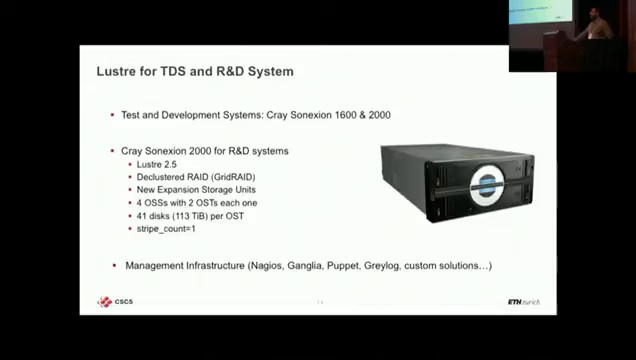 Lustre for TDS and R&D System
Test and Development Systems: Cray Sonexion 1600 & 2000
Cray Sonexion 2000 for R&D systems
Lustre 2.5
Declustered RAID (GridRAID)
New Expansion Storage Units
4 OSSs with 2 OSTs each one
41 disks (113 TiB) per OST
stripe_count=1
Management Infrastructure (Nagios, Ganglia, Puppet, Greylog, custom solutions…)
CSCS
ETH zürich